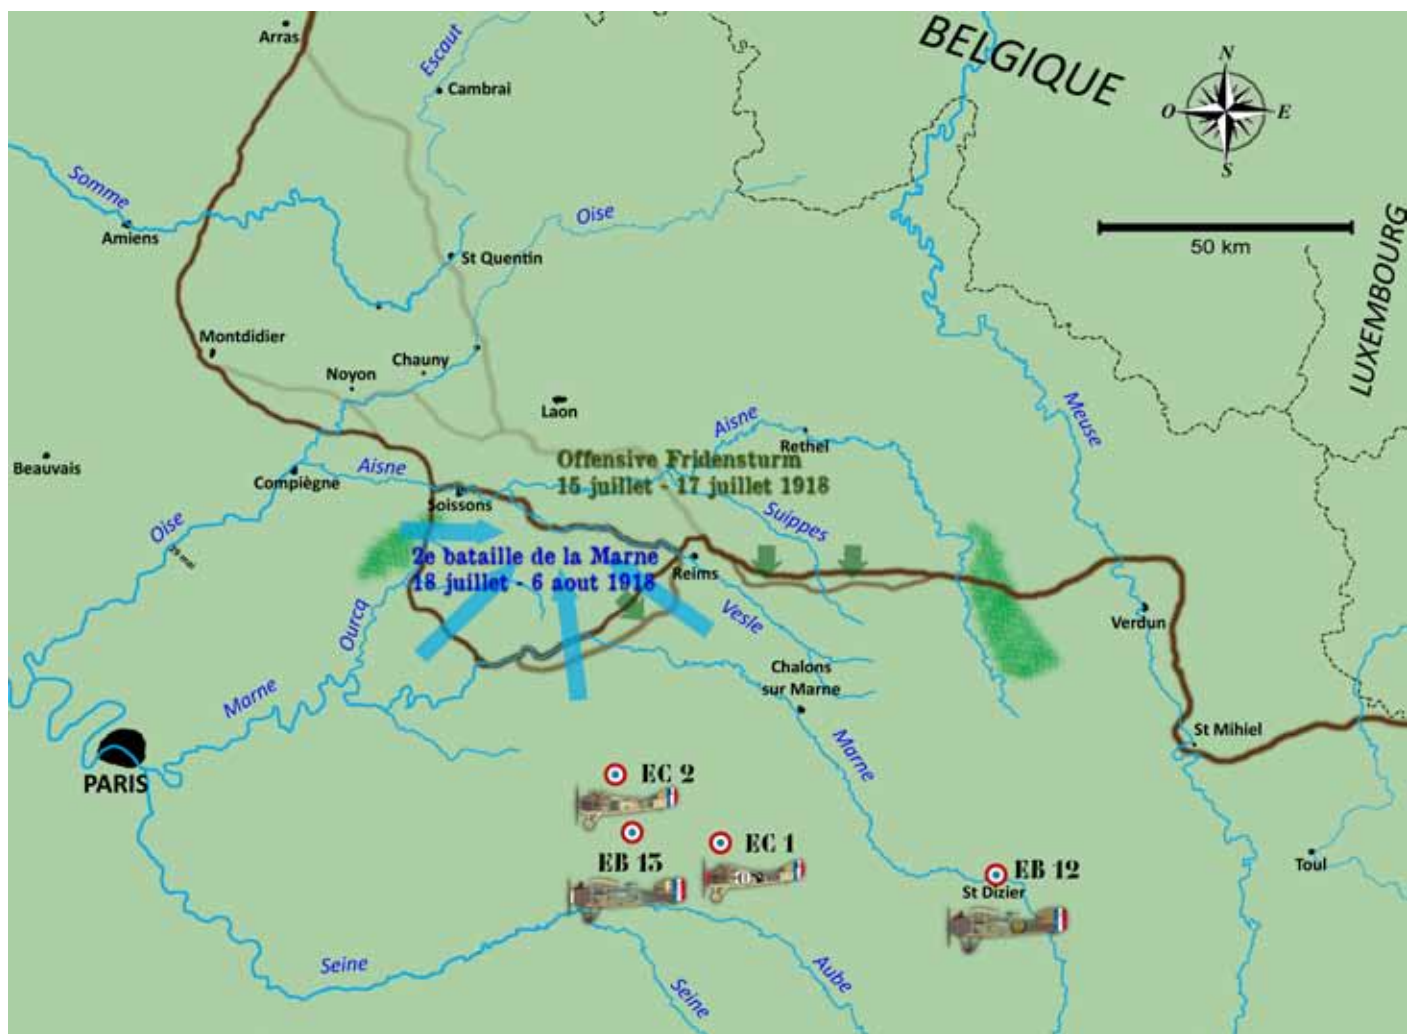 Arras
Escaut
Cambrai
BELGIQUE
N
O
E
S
50 km
LUXEMBOURG
Somme
Amiens
Oise
St Quentin
Montdidier
Chauny
Noyon
Laon
Aisne
Rethel
Meuse
Beauvais
Compiègne
Aisne
Soissons
Offensive Fridensturm
15 juillet - 17 juillet 1918
Suippes
Oise
29 mai
2e bataille de la Marne
18 juillet - 6 aout 1918
Reims
Ourcq
Vesle
Verdun
Chalons
sur Marne
Marne
Marne
St Mihiel
PARIS
EC 2
EB 13
EC 1
EB 12
St Dizier
Toul
Seine
Seine
Aube